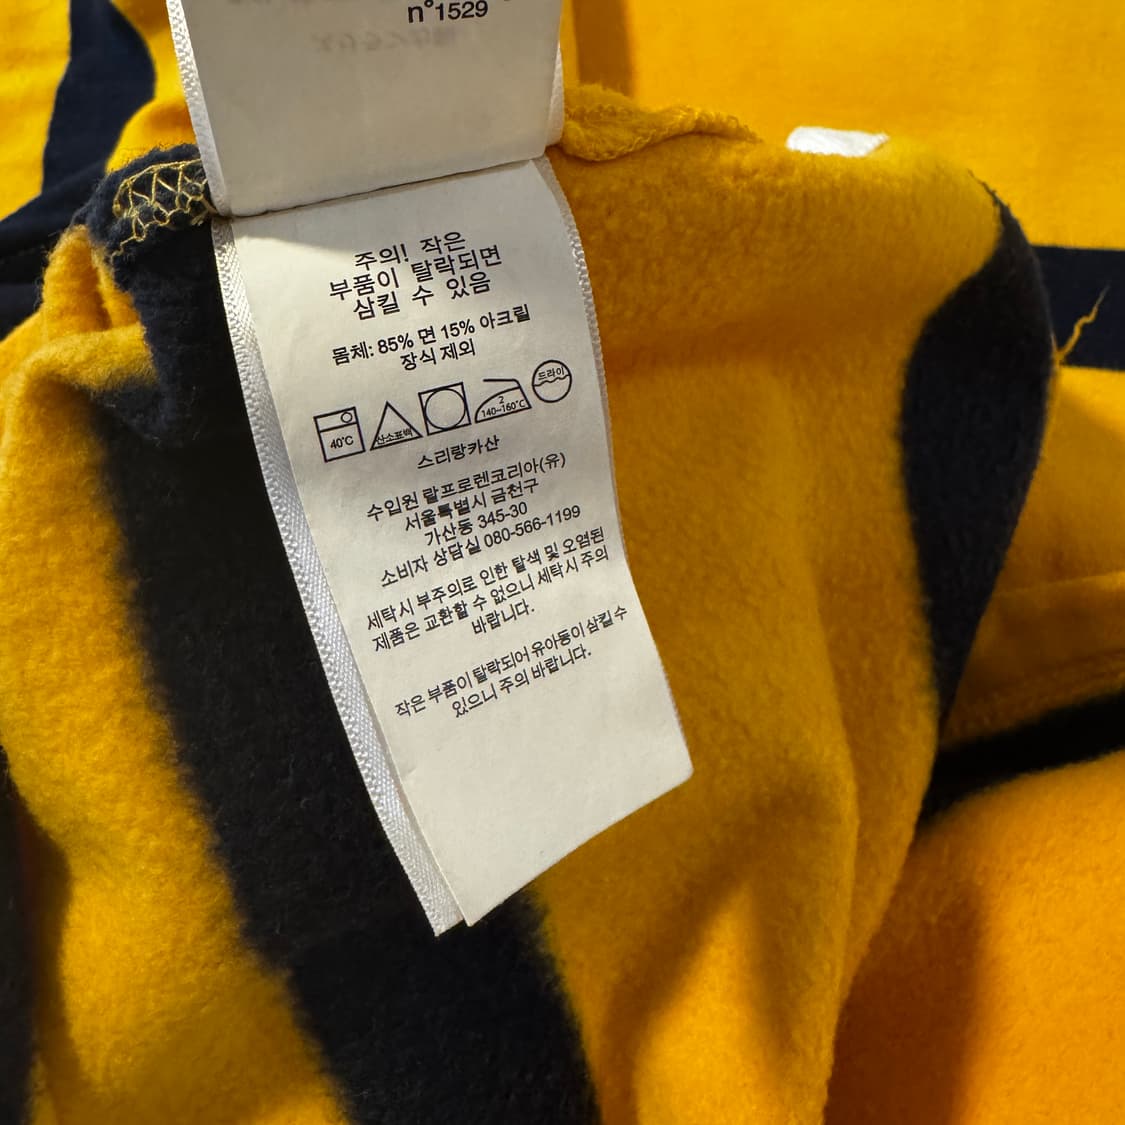 n°1529
주의! 작은
부품이 탈락되면
삼킬 수 있음
몸체: 85% 면 15% 아크릴
장식 제외
40°C
산소표백
2
140~160°C
드라이
스리랑카산
수입원 랄프로렌코리아(유)
서울특별시 금천구
가산동 345-30
소비자 상담실 080-566-1199
세탁시 부주의로 인한 탈색 및 오염된
제품은 교환할 수 없으니 세탁시 주의
바랍니다.
작은 부품이 탈락되어 유아동이 삼킬 수
있으니 주의 바랍니다.